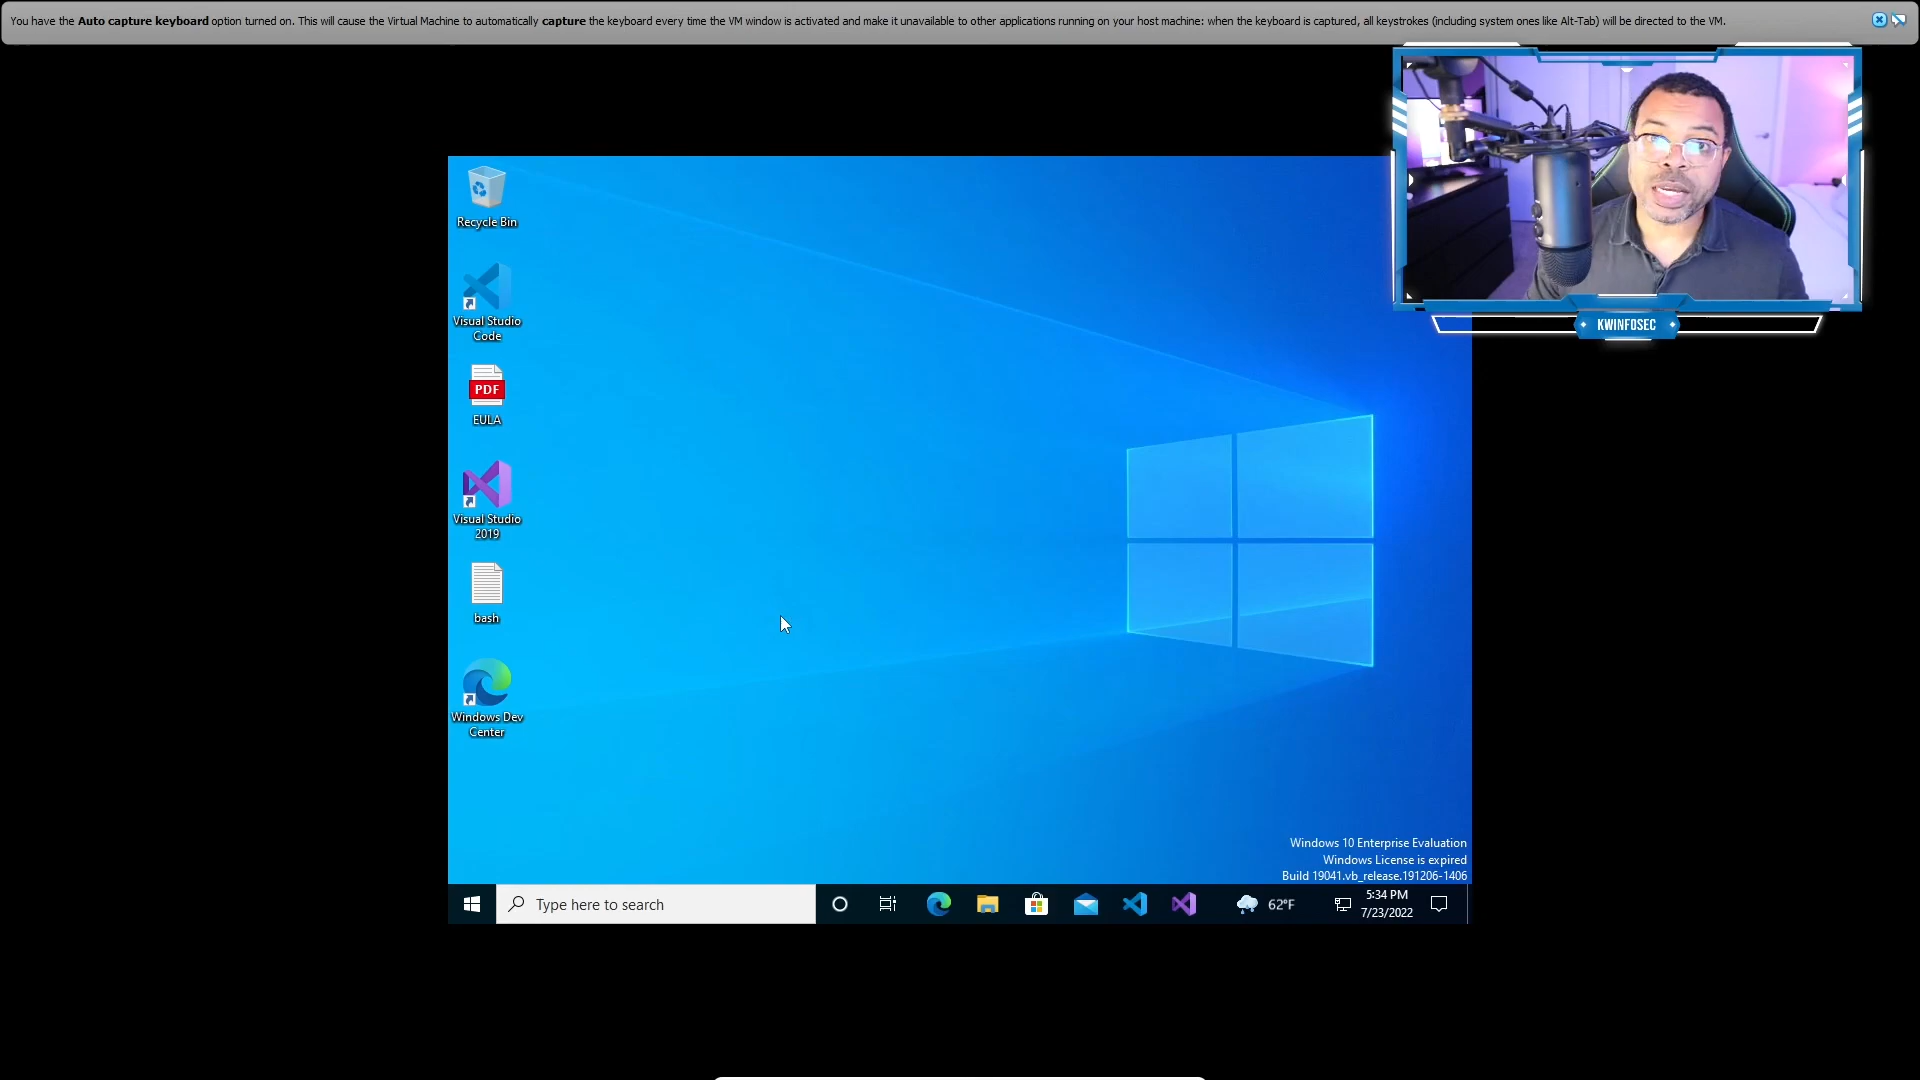 You have the Auto capture keyboard option turned on. This will cause the Virtual Machine to automatically capture the keyboard every time the VM window is activated and make it unavailable to other applications running on your host machine: when the keyboard is captured, all keystrokes (including system ones like Alt-Tab) will be directed to the VM.
Recycle Bin
Visual Studio
Code
PDF
EULA
Visual Studio
2019
bash
Windows Dev
Center
KWINFOSEC
Windows 10 Enterprise Evaluation
Windows License is expired
Build 19041.vb_release.191206-1406
Type here to search
62°F
5:34 PM
7/23/2022